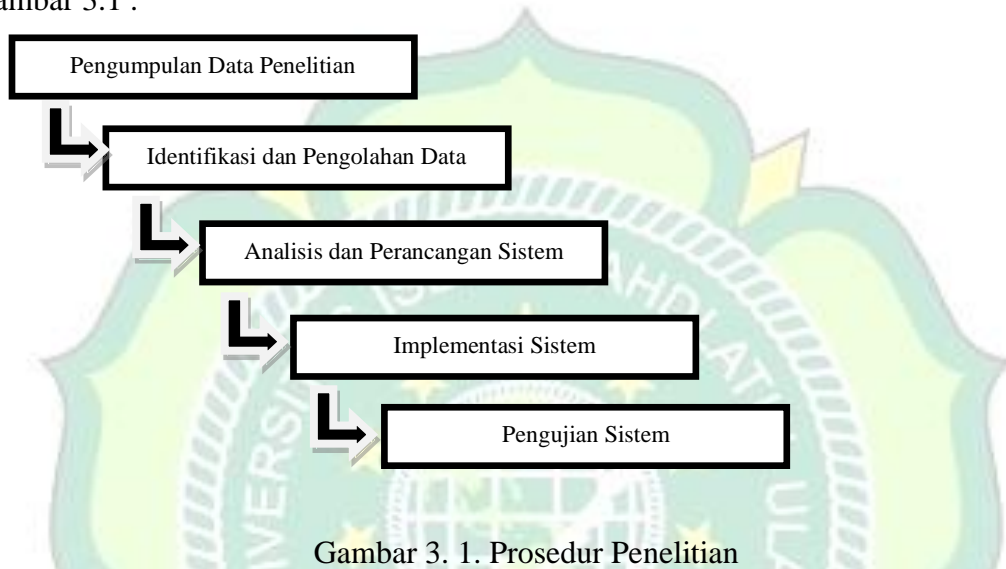 Gambar 3.1 :
Pengumpulan Data Penelitian
Identifikasi dan Pengolahan Data
Analisis dan Perancangan Sistem
Implementasi Sistem
Pengujian Sistem
Gambar 3. 1. Prosedur Penelitian